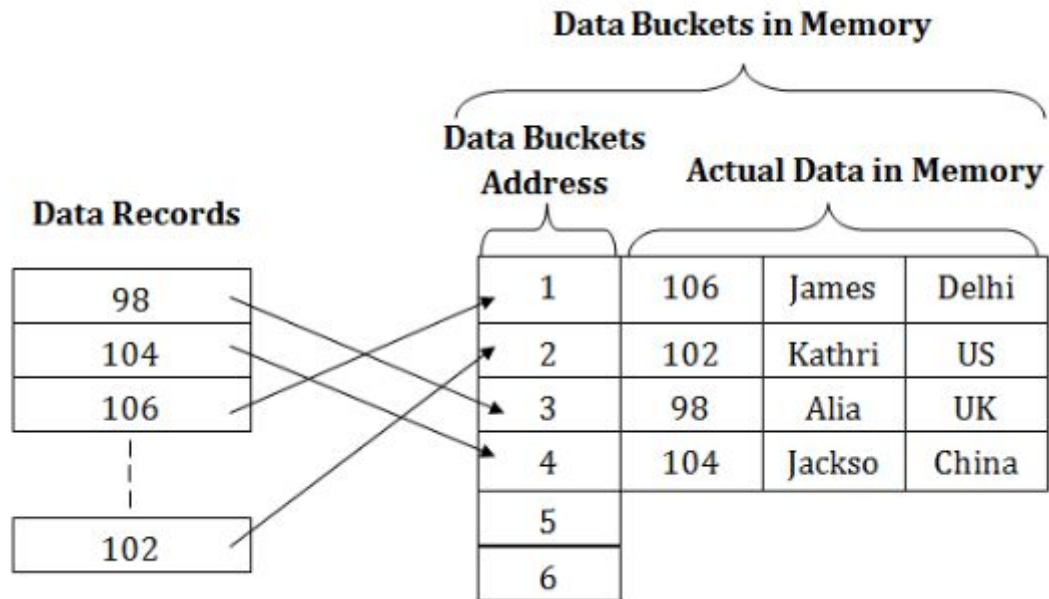 Data Buckets in Memory
Data Buckets
Address
Actual Data in Memory
Data Records
98
104
106
102
1 106 James Delhi
2 102 Kathri US
3 98 Alia UK
4 104 Jackso China
5
6